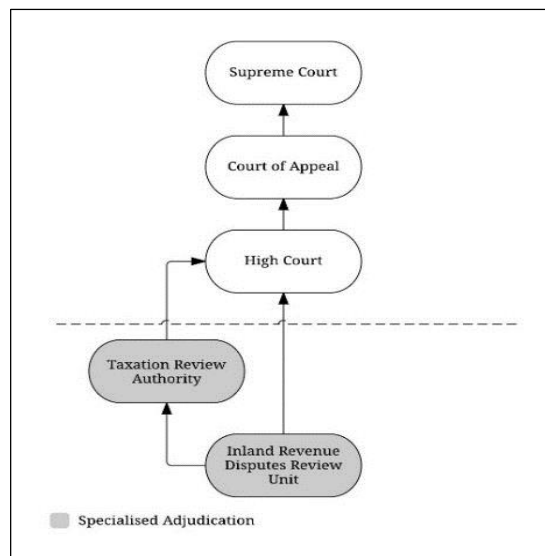 Supreme Court
Court of Appeal
High Court
Taxation Review
Authority
Inland Revenue
Disputes Review
Unit
Specialised Adjudication